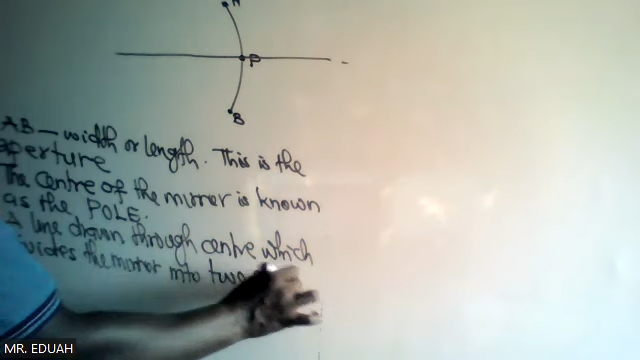 A
P
B
AB - width or length. This is the
aperture
The centre of the mirror is known
as the POLE.
A line drawn through centre which
divides the mirror into two
MR. EDUAH